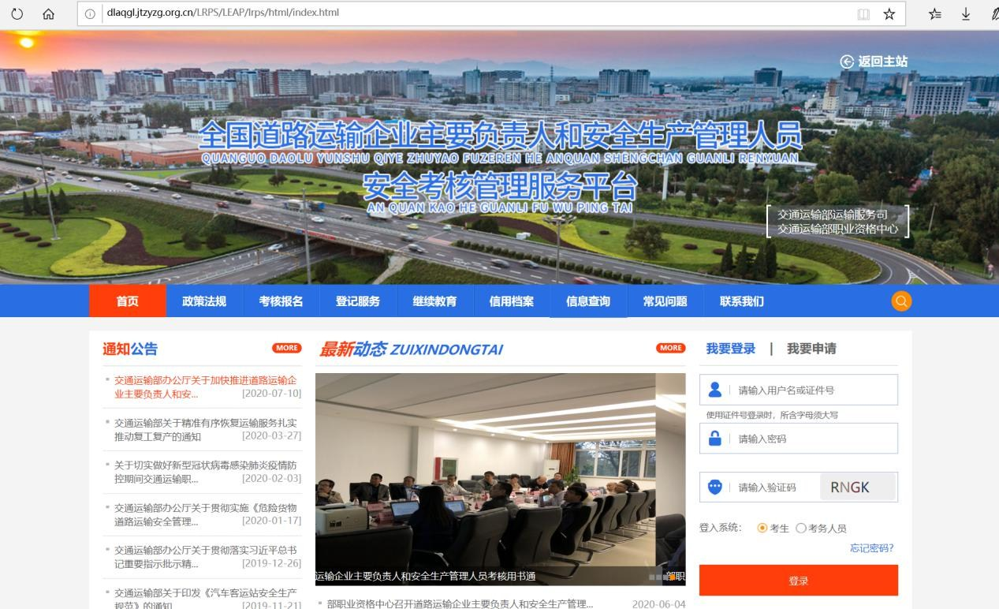 dlaqgl.jtzyzg.org.cn/LRPS/LEAP/lrps/html/index.html
返回主站
全国道路运输企业主要负责人和安全生产管理人员
QUANGUO DAOLU YUNSHU QIYE ZHUYAO FUZEREN HE ANQUAN SHENGCHAN GUANLI RENYUAN
安全考核管理服务平台
AN QUAN KAO HE GUANLI FU WU PING TAI
交通运输部运输服务司
交通运输部职业资格中心
首页 政策法规 考核报名 登记服务 继续教育 信用档案 信息查询 常见问题 联系我们
通知公告 MORE
交通运输部办公厅关于加快推进道路运输企
业主要负责人和安... [2020-07-10]
交通运输部关于精准有序恢复运输服务扎实
推动复工复产的通知 [2020-03-27]
关于切实做好新型冠状病毒感染肺炎疫情防
控期间交通运输职... [2020-02-03]
交通运输部办公厅关于贯彻实施《危险货物
道路运输安全管理... [2020-01-17]
交通运输部办公厅关于贯彻落实习近平总书
记重要指示批示精... [2019-12-26]
交通运输部关于印发《汽车客运站安全生产
规范》的通知 [2019-11-21]
最新动态 ZUIXINDONGTAI MORE
运输企业主要负责人和安全生产管理人员考核用书通
部职
部职业资格中心召开道路运输企业主要负责人和安全生产管理... 2020-06-04
我要登录 | 我要申请
请输入用户名或证件号
使用证件号登录时，所含字母须大写
请输入密码
请输入验证码 RNGK
登入系统： 考生 考务人员
忘记密码?
登录